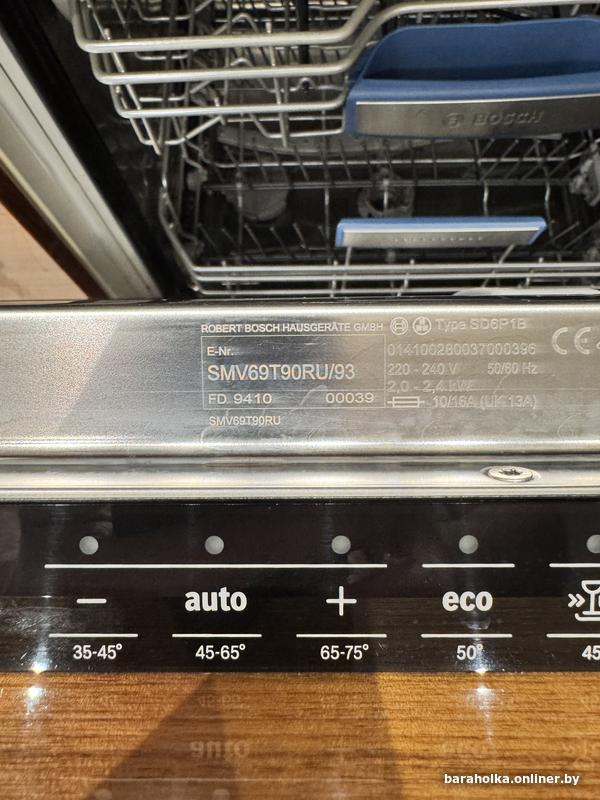 BOSCH
ROBERT BOSCH HAUSGERÄTE GMBH
Type SD6P1B
E-Nr.
SMV69T90RU/93
014100280037000396
220 - 240 V 50/60 Hz
2,0 - 2,4 kW
FD 9410 00039
10/16A (UK 13A)
SMV69T90RU
CE
− auto + eco
35-45° 45-65° 65-75° 50° 45
baraholka.onliner.by